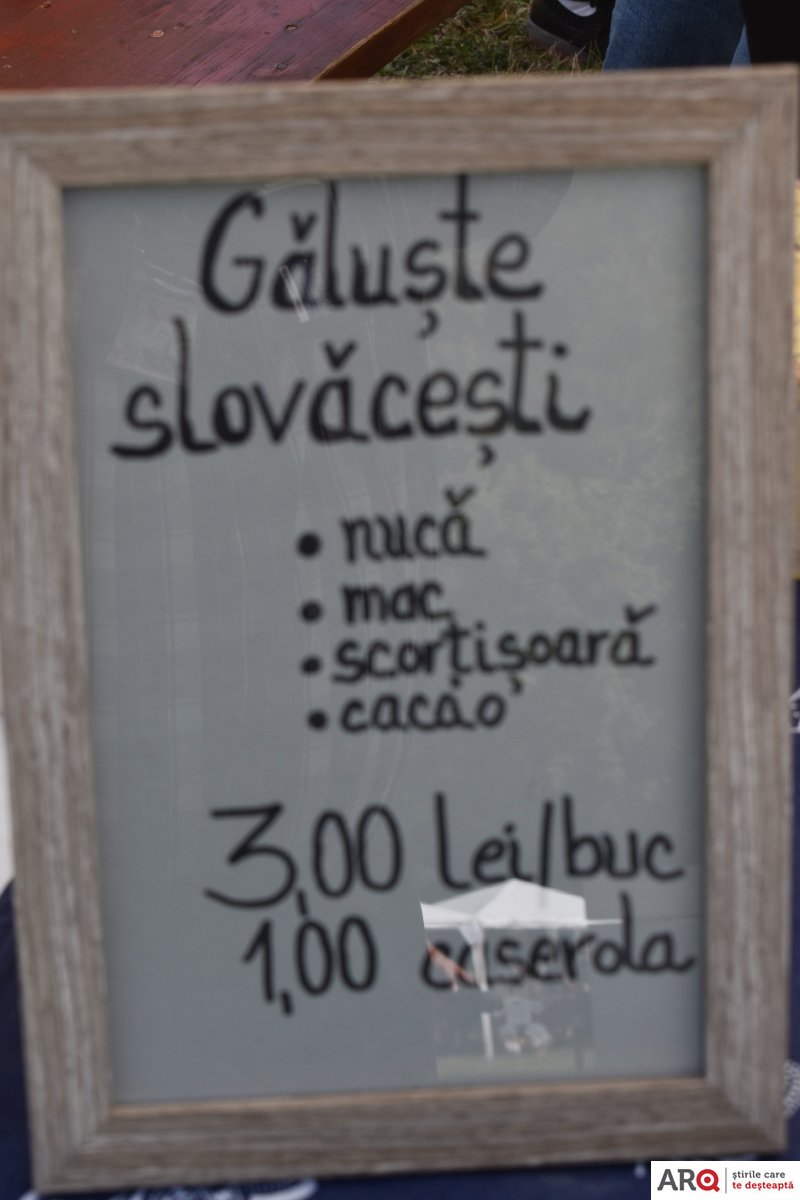 Găluște
slovăcești
• nucă
• mac
• scorțișoară
• cacao
3,00 lei/buc
1,00 caserola
ARQ știrile care
te deșteaptă